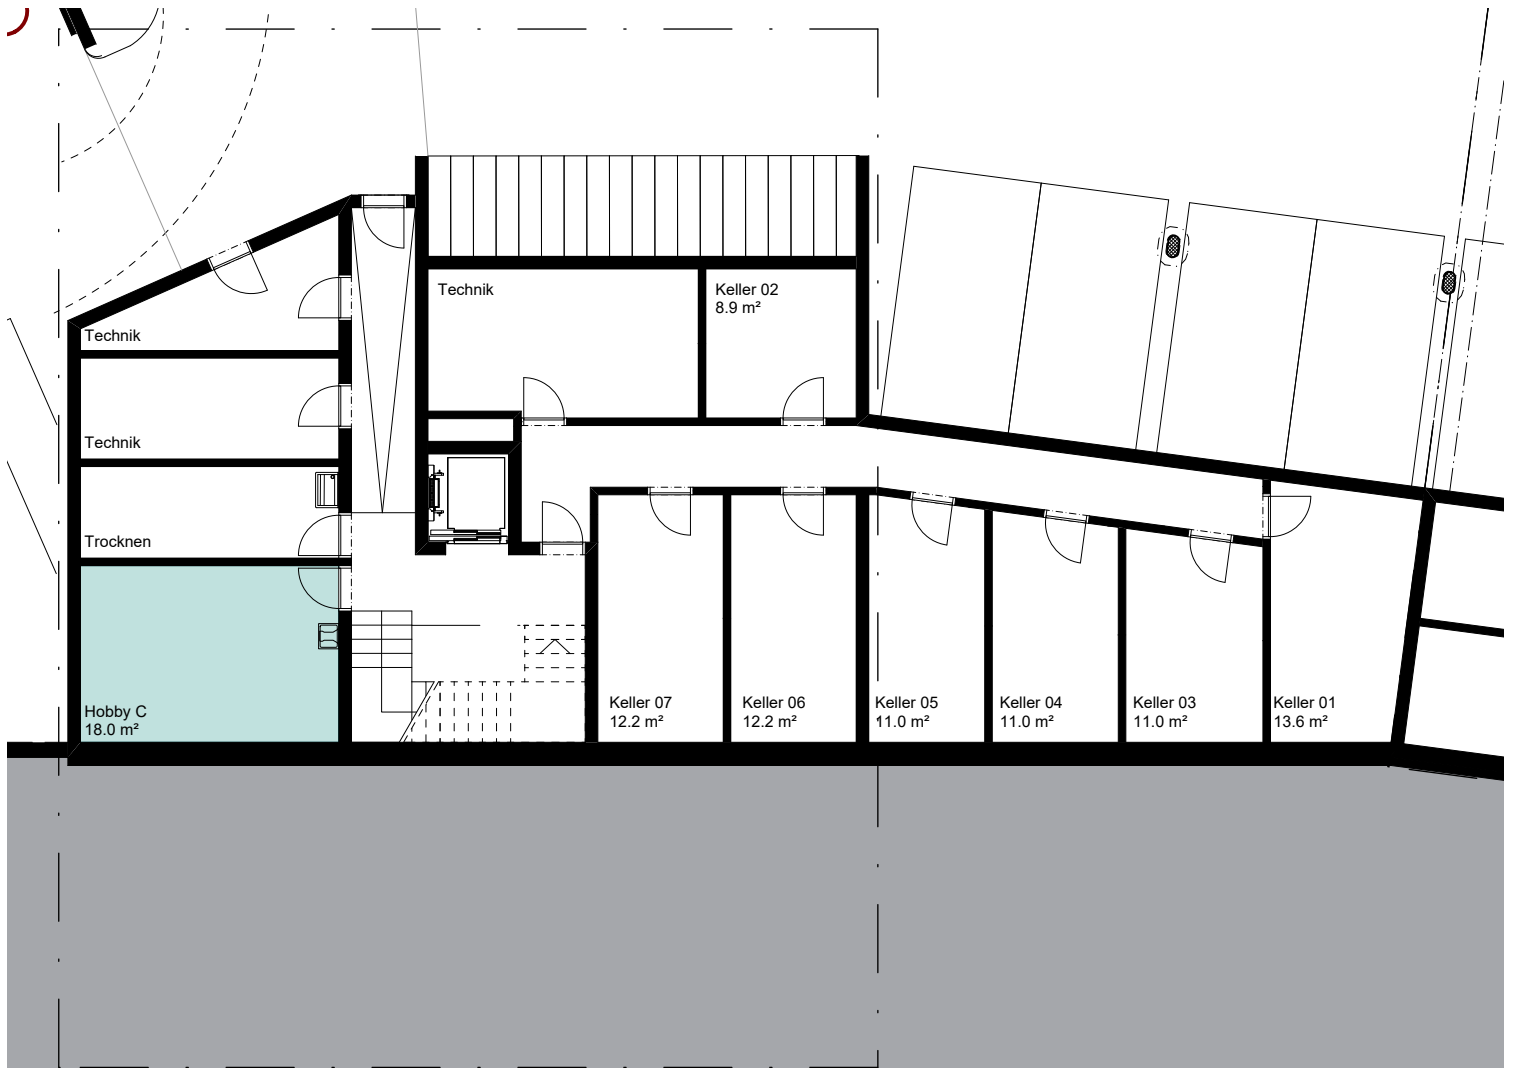 Technik
Keller 02
8.9 m²
Technik
Technik
Trocknen
Hobby C
18.0 m²
Keller 07
12.2 m²
Keller 06
12.2 m²
Keller 05
11.0 m²
Keller 04
11.0 m²
Keller 03
11.0 m²
Keller 01
13.6 m²